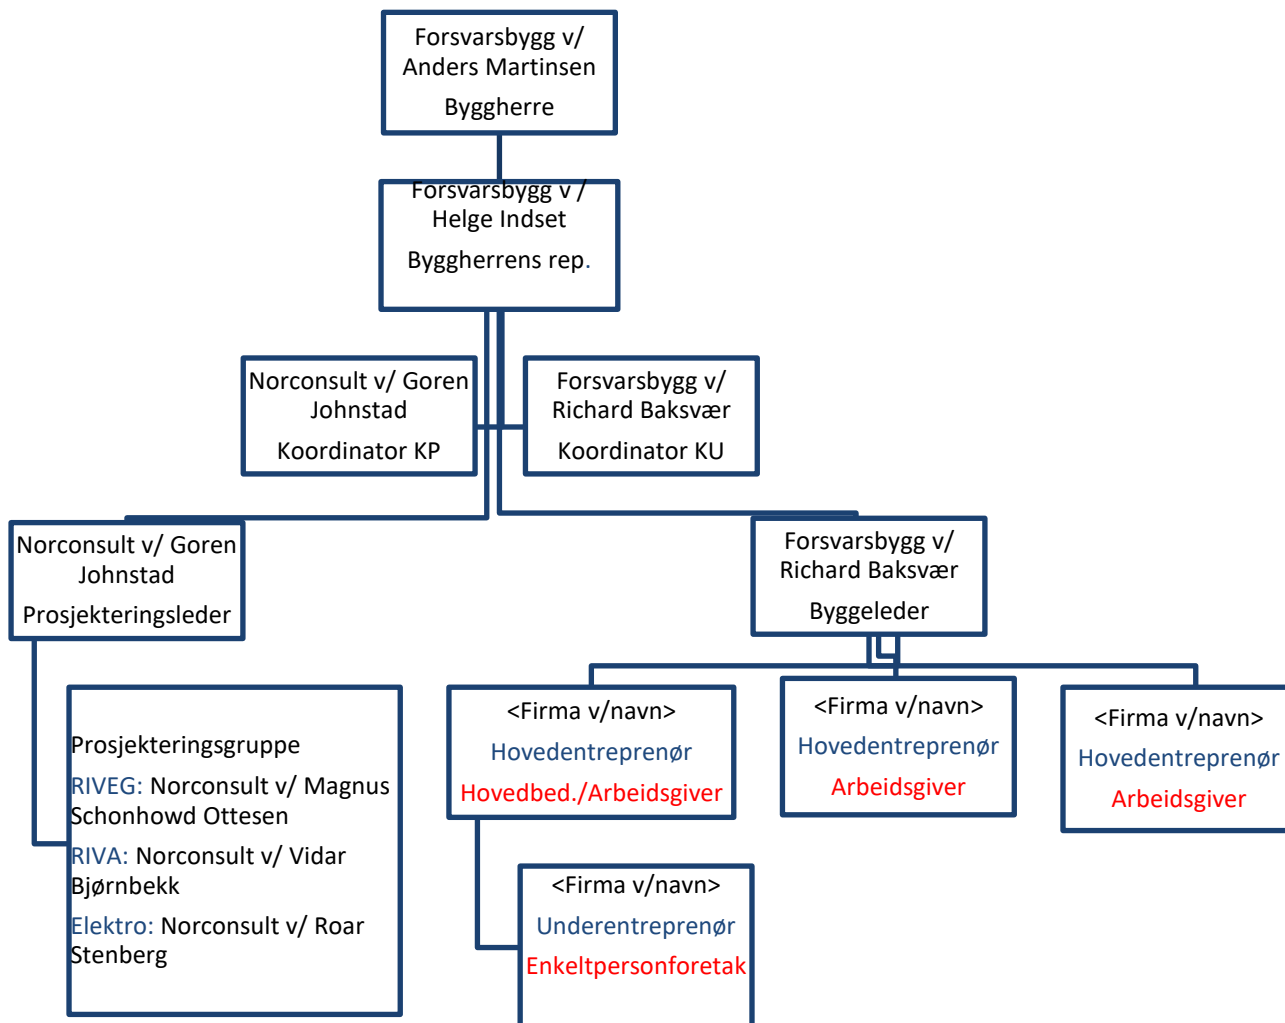 Forsvarsbygg v/
Anders Martinsen
Byggherre
Forsvarsbygg v /
Helge Indset
Byggherrens rep.
Norconsult v/ Goren
Johnstad
Koordinator KP
Forsvarsbygg v/
Richard Baksvær
Koordinator KU
Norconsult v/ Goren
Johnstad
Prosjekteringsleder
Forsvarsbygg v/
Richard Baksvær
Byggeleder
Prosjekteringsgruppe
RIVEG: Norconsult v/ Magnus
Schonhowd Ottesen
RIVA: Norconsult v/ Vidar
Bjørnbekk
Elektro: Norconsult v/ Roar
Stenberg
<Firma v/navn>
Hovedentreprenør
Hovedbed./Arbeidsgiver
<Firma v/navn>
Hovedentreprenør
Arbeidsgiver
<Firma v/navn>
Hovedentreprenør
Arbeidsgiver
<Firma v/navn>
Underentreprenør
Enkeltpersonforetak